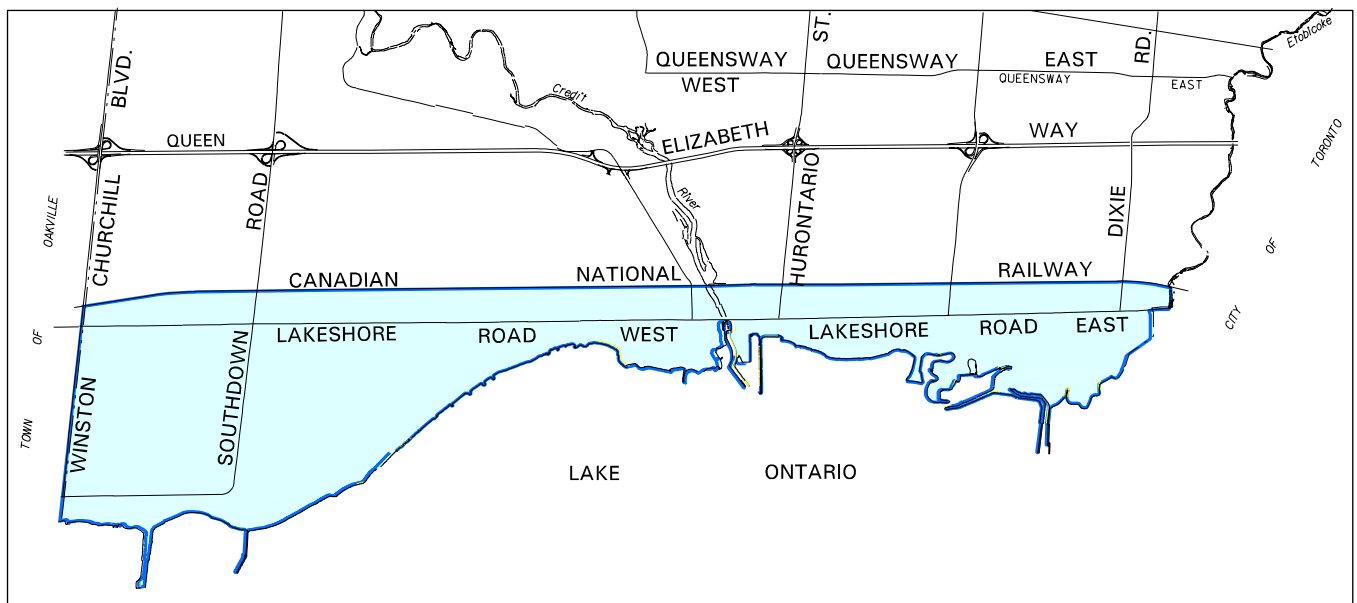 ST.
Etobicoke
BLVD.
RD.
QUEENSWAY QUEENSWAY EAST
WEST QUEENSWAY EAST
Credit
QUEEN ELIZABETH WAY
TORONTO
OAKVILLE
CHURCHILL
ROAD
River
HURONTARIO
DIXIE
OF
CANADIAN NATIONAL RAILWAY
OF
LAKESHORE ROAD WEST LAKESHORE ROAD EAST
CITY
TOWN
WINSTON
SOUTHDOWN
LAKE ONTARIO